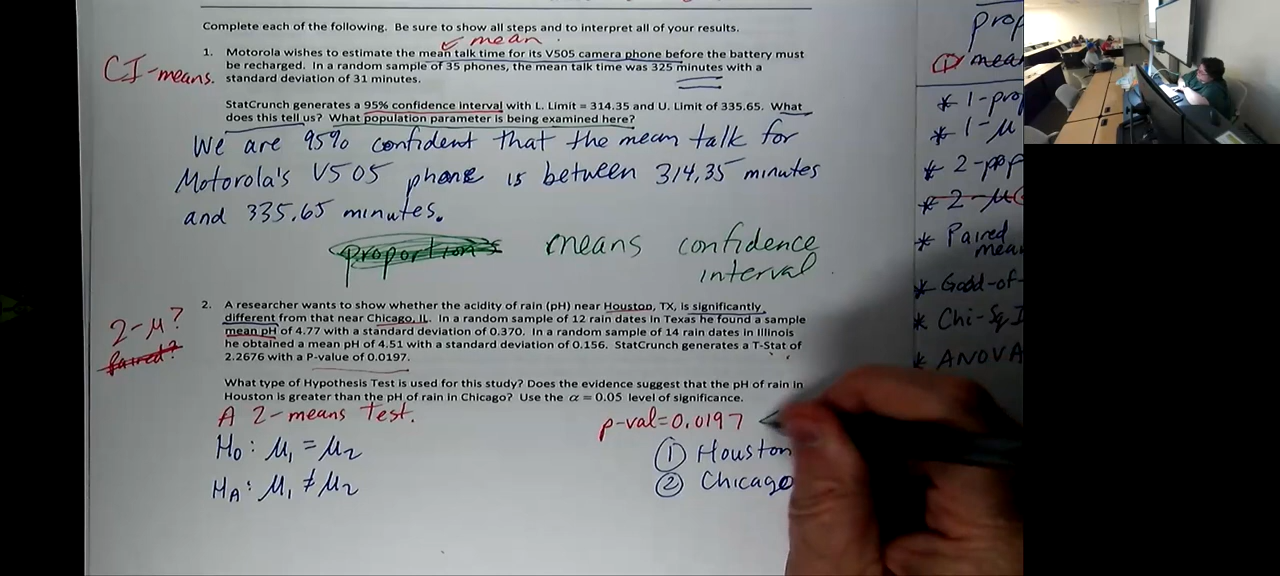 Complete each of the following. Be sure to show all steps and to interpret all of your results.
mean
1. Motorola wishes to estimate the mean talk time for its V505 camera phone before the battery must
be recharged. In a random sample of 35 phones, the mean talk time was 325 minutes with a
standard deviation of 31 minutes.
CI-means.
StatCrunch generates a 95% confidence interval with L. Limit = 314.35 and U. Limit of 335.65. What
does this tell us? What population parameter is being examined here?
We are 95% confident that the mean talk for
Motorola's V505 phone is between 314.35 minutes
and 335.65 minutes.
proportions means confidence
interval
2. A researcher wants to show whether the acidity of rain (pH) near Houston, TX, is significantly
different from that near Chicago, IL. In a random sample of 12 rain dates in Texas he found a sample
mean pH of 4.77 with a standard deviation of 0.370. In a random sample of 14 rain dates in Illinois
he obtained a mean pH of 4.51 with a standard deviation of 0.156. StatCrunch generates a T-Stat of
2.2676 with a P-value of 0.0197.
2-μ?
paired?
What type of Hypothesis Test is used for this study? Does the evidence suggest that the pH of rain in
Houston is greater than the pH of rain in Chicago? Use the α = 0.05 level of significance.
A 2-means Test.
p-val=0.0197
H₀: μ₁ = μ₂
① Houston
Hₐ: μ₁ ≠ μ₂
② Chicago
prop
① mean
* 1-prop
* 1-μ
* 2-prop
* 2-μ
* Paired
mean
* Good-of-
* Chi-Sq I
* ANOVA